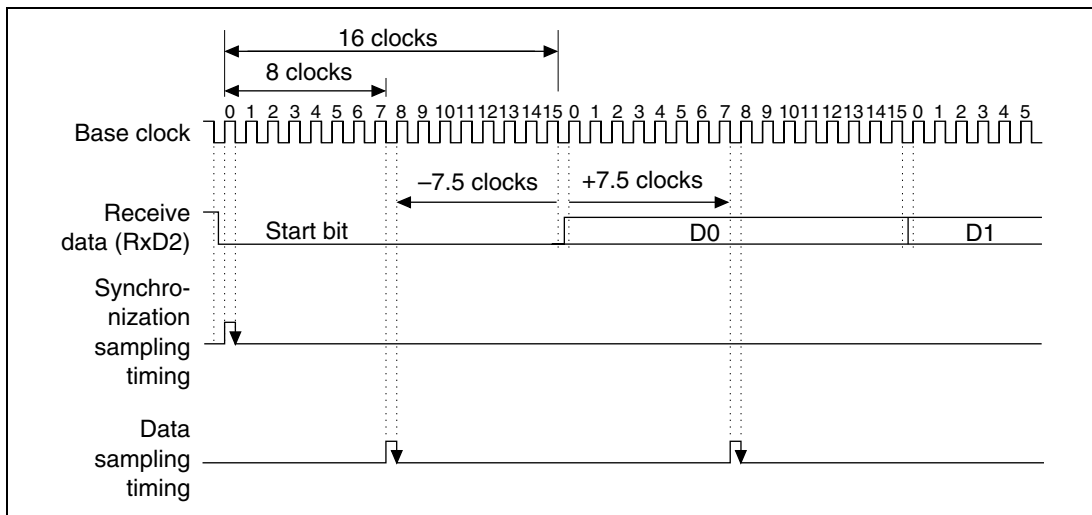 16 clocks
8 clocks
0 1 2 3 4 5 6 7 8 9 10 11 12 13 14 15 0 1 2 3 4 5 6 7 8 9 10 11 12 13 14 15 0 1 2 3 4 5
Base clock
–7.5 clocks +7.5 clocks
Receive
data (RxD2)
Start bit D0 D1
Synchro-
nization
sampling
timing
Data
sampling
timing